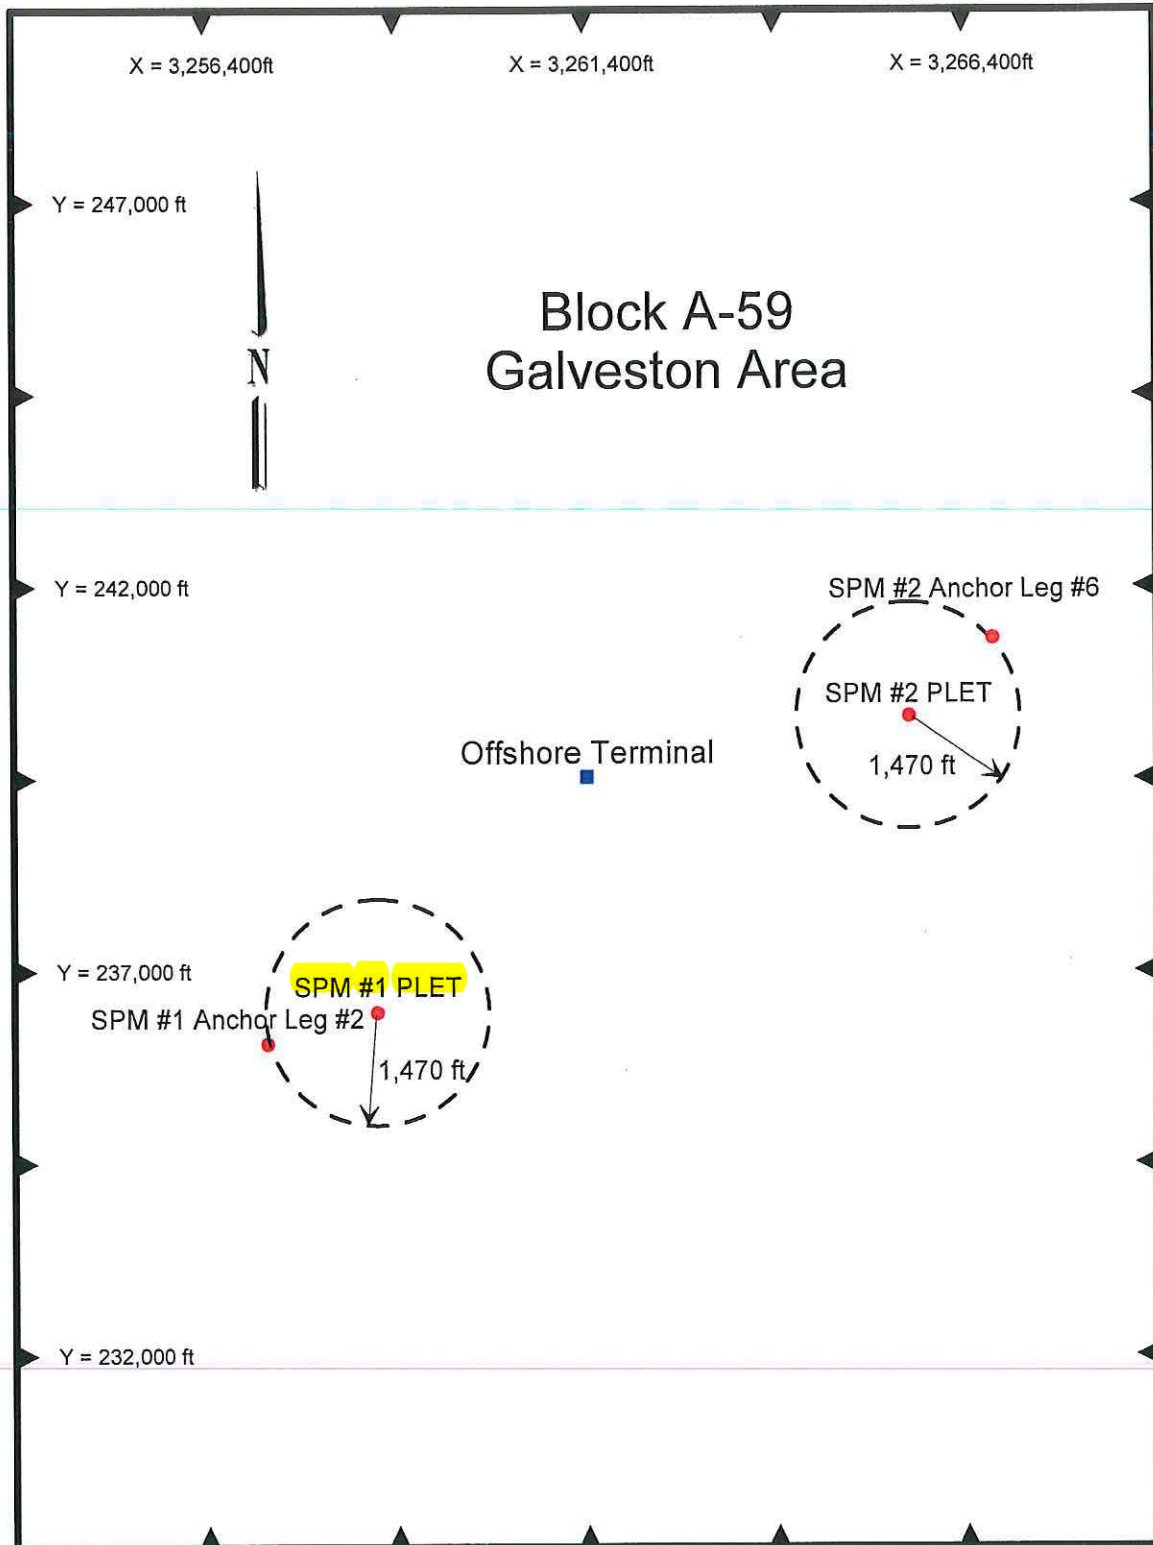 X = 3,256,400ft
X = 3,261,400ft
X = 3,266,400ft
Y = 247,000 ft
N
Block A-59
Galveston Area
Y = 242,000 ft
SPM #2 Anchor Leg #6
SPM #2 PLET
1,470 ft
Offshore Terminal
Y = 237,000 ft
SPM #1 PLET
SPM #1 Anchor Leg #2
1,470 ft
Y = 232,000 ft